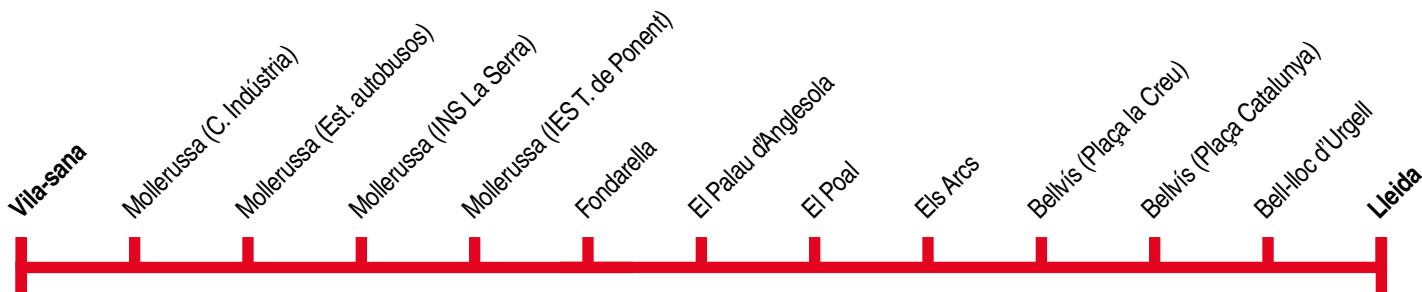 Vila-sana
Mollerussa (C. Indústria)
Mollerussa (Est. autobusos)
Mollerussa (INS La Serra)
Mollerussa (IES T. de Ponent)
Fondarella
El Palau d'Anglesola
El Poal
Els Arcs
Bellvís (Plaça la Creu)
Bellvís (Plaça Catalunya)
Bell-lloc d'Urgell
Lleida